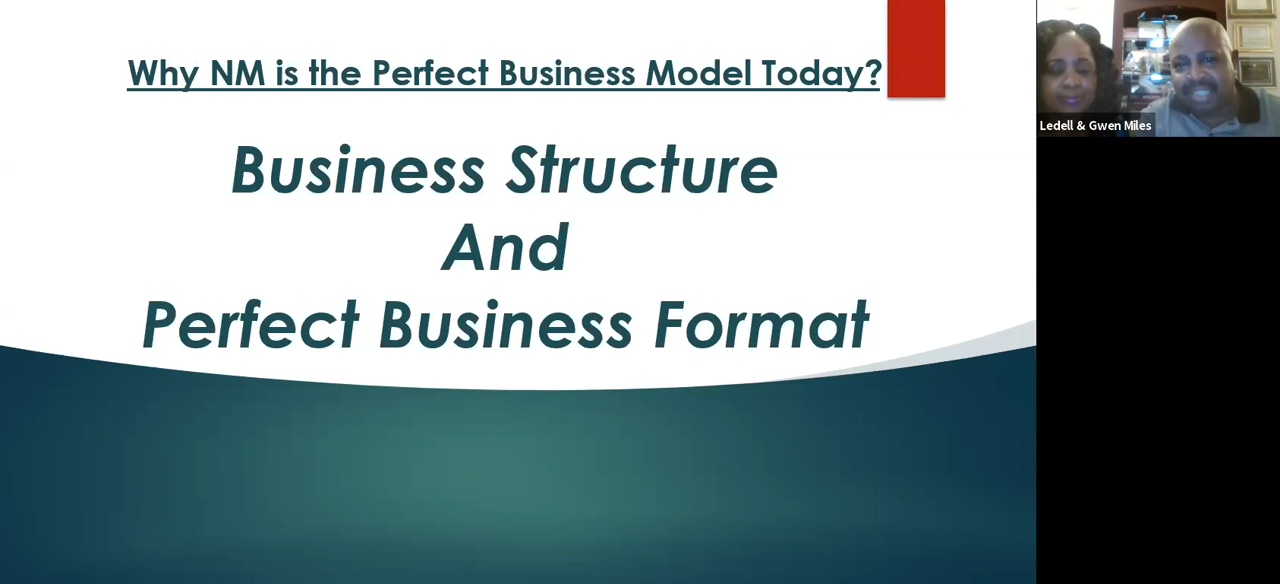 Why NM is the Perfect Business Model Today?
Business Structure
And
Perfect Business Format
Ledell & Gwen Miles